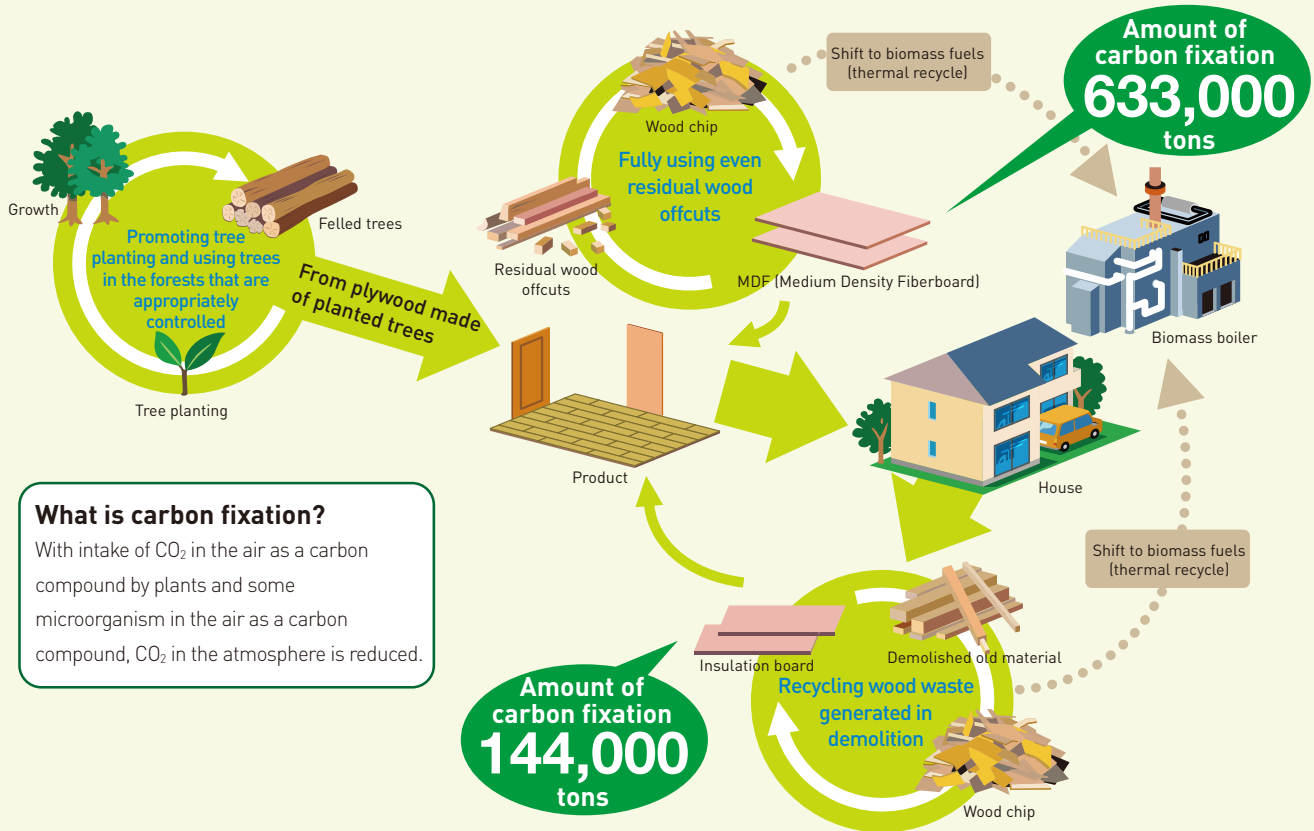 Growth
Felled trees
Promoting tree
planting and using trees
in the forests that are
appropriately
controlled
Tree planting
From plywood made
of planted trees
Wood chip
Fully using even
residual wood
offcuts
Residual wood
offcuts
MDF (Medium Density Fiberboard)
Shift to biomass fuels
(thermal recycle)
Amount of
carbon fixation
633,000
tons
Biomass boiler
Product
House
What is carbon fixation?
With intake of CO₂ in the air as a carbon
compound by plants and some
microorganism in the air as a carbon
compound, CO₂ in the atmosphere is reduced.
Shift to biomass fuels
(thermal recycle)
Insulation board
Demolished old material
Recycling wood waste
generated in
demolition
Wood chip
Amount of
carbon fixation
144,000
tons